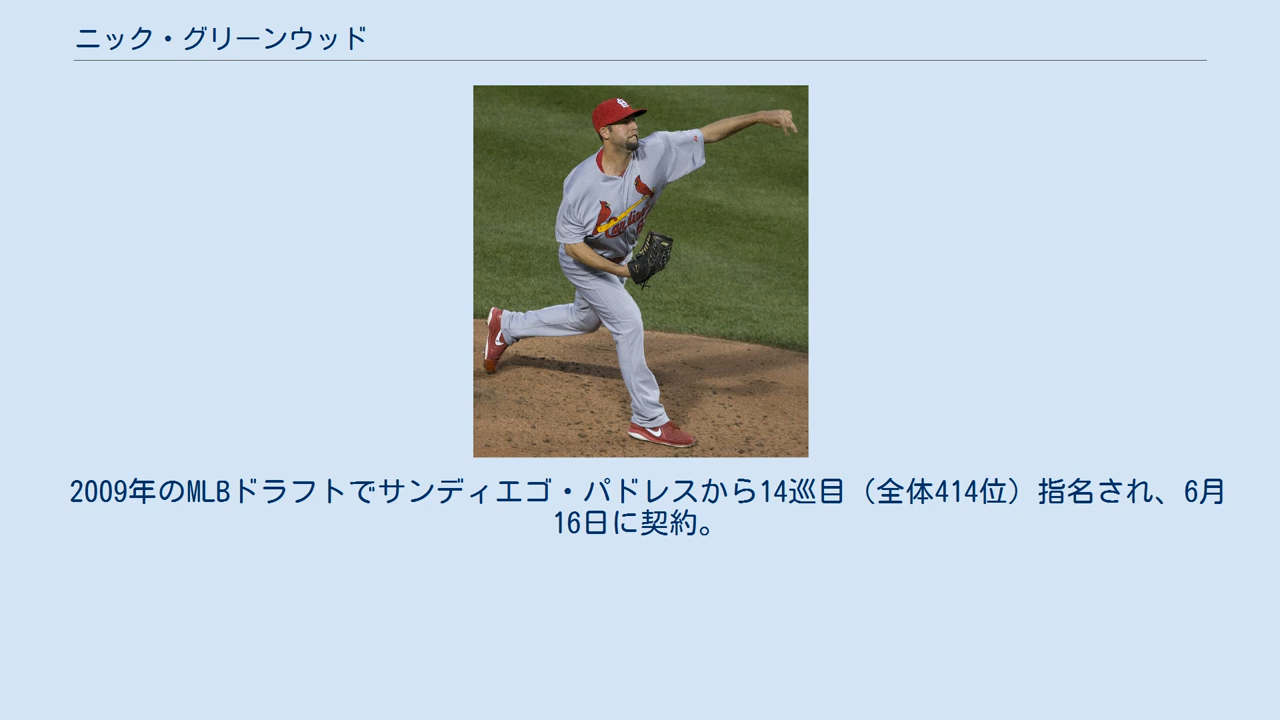 ニック・グリーンウッド
2009年のMLBドラフトでサンディエゴ・パドレスから14巡目（全体414位）指名され、6月
16日に契約。